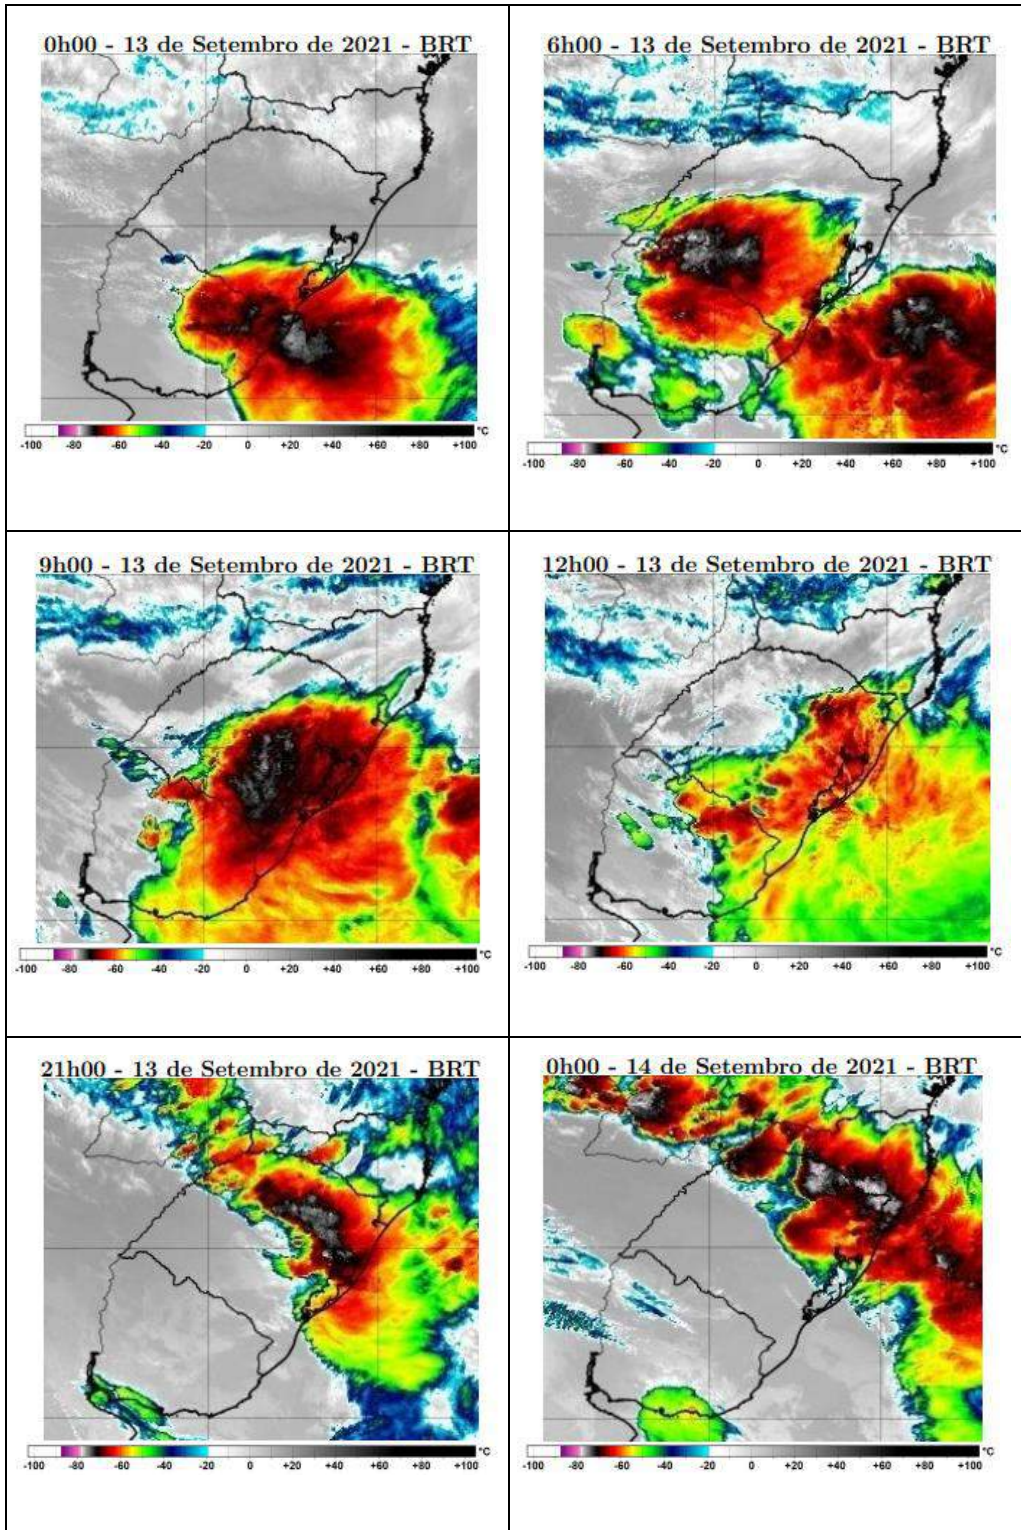 0h00 - 13 de Setembro de 2021 - BRT
-100 -80 -60 -40 -20 0 +20 +40 +60 +80 +100 °C
6h00 - 13 de Setembro de 2021 - BRT
-100 -80 -60 -40 -20 0 +20 +40 +60 +80 +100 °C
9h00 - 13 de Setembro de 2021 - BRT
-100 -80 -60 -40 -20 0 +20 +40 +60 +80 +100 °C
12h00 - 13 de Setembro de 2021 - BRT
-100 -80 -60 -40 -20 0 +20 +40 +60 +80 +100 °C
21h00 - 13 de Setembro de 2021 - BRT
-100 -80 -60 -40 -20 0 +20 +40 +60 +80 +100 °C
0h00 - 14 de Setembro de 2021 - BRT
-100 -80 -60 -40 -20 0 +20 +40 +60 +80 +100 °C